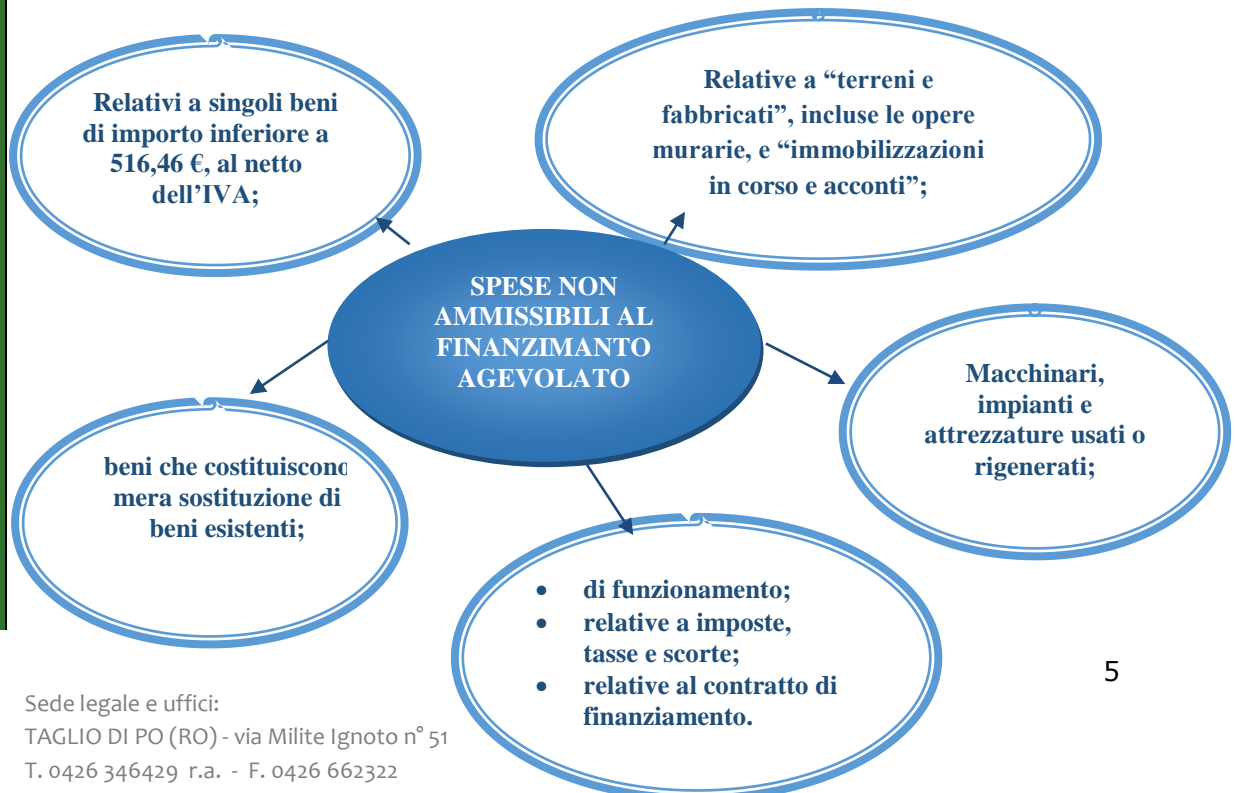 Relativi a singoli beni
di importo inferiore a
516,46 €, al netto
dell’IVA;
Relative a “terreni e
fabbricati”, incluse le opere
murarie, e “immobilizzazioni
in corso e acconti”;
SPESE NON
AMMISSIBILI AL
FINANZIMANTO
AGEVOLATO
Macchinari,
impianti e
attrezzature usati o
rigenerati;
beni che costituiscono
mera sostituzione di
beni esistenti;
• di funzionamento;
• relative a imposte,
tasse e scorte;
• relative al contratto di
finanziamento.
5
Sede legale e uffici:
TAGLIO DI PO (RO) - via Milite Ignoto n° 51
T. 0426 346429 r.a. - F. 0426 662322